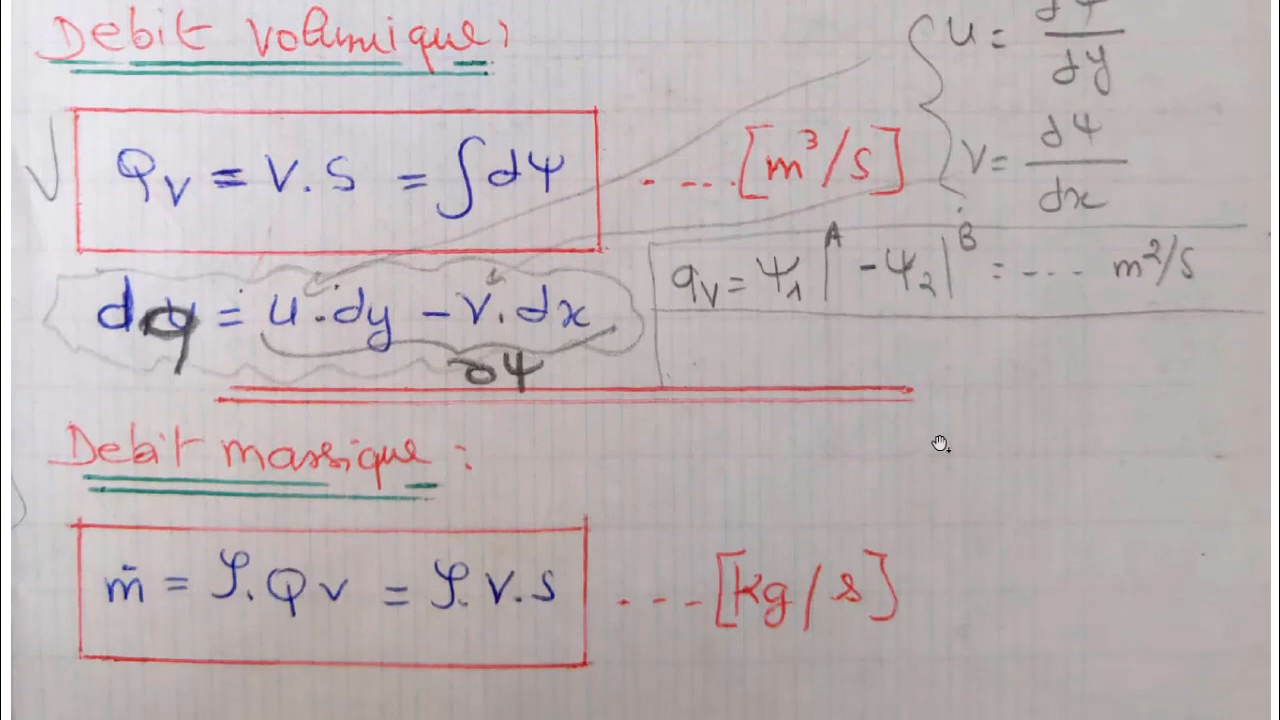 Debit volumique:
u = dψ/dy
v = dψ/dx
Qv = V.S = ∫dψ ..... [m³/s]
qv = ψ1|^A - ψ2|^B = --- m²/s
dq = u.dy - v.dx
∂ψ
Debit massique :
ṁ = ρ.Qv = ρ.V.S ---- [kg/s]